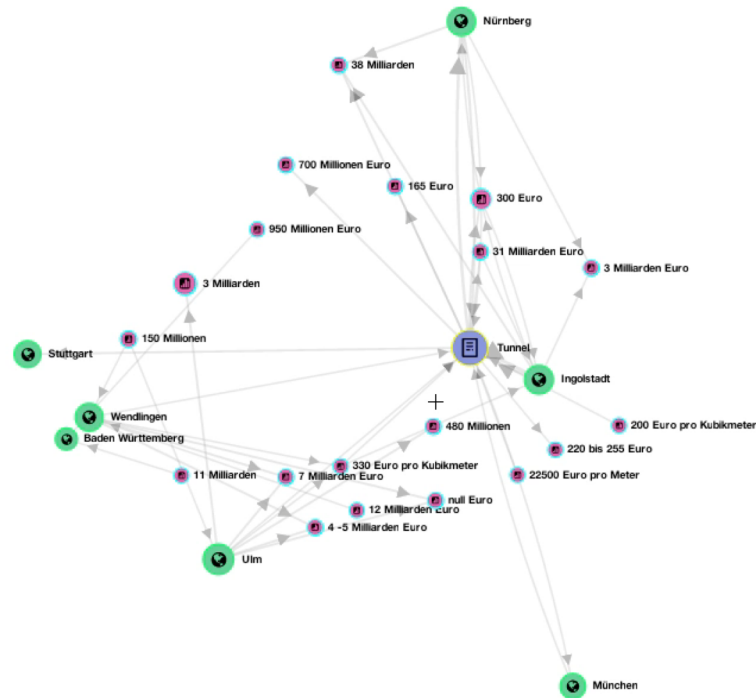 Nürnberg
38 Milliarden
700 Millionen Euro
165 Euro
300 Euro
950 Millionen Euro
31 Milliarden Euro
3 Milliarden Euro
3 Milliarden
150 Millionen
Stuttgart
Tunnel
Ingolstadt
Wendlingen
480 Millionen
200 Euro pro Kubikmeter
Baden Württemberg
220 bis 255 Euro
330 Euro pro Kubikmeter
11 Milliarden
7 Milliarden Euro
22500 Euro pro Meter
null Euro
12 Milliarden Euro
4 -5 Milliarden Euro
Ulm
München